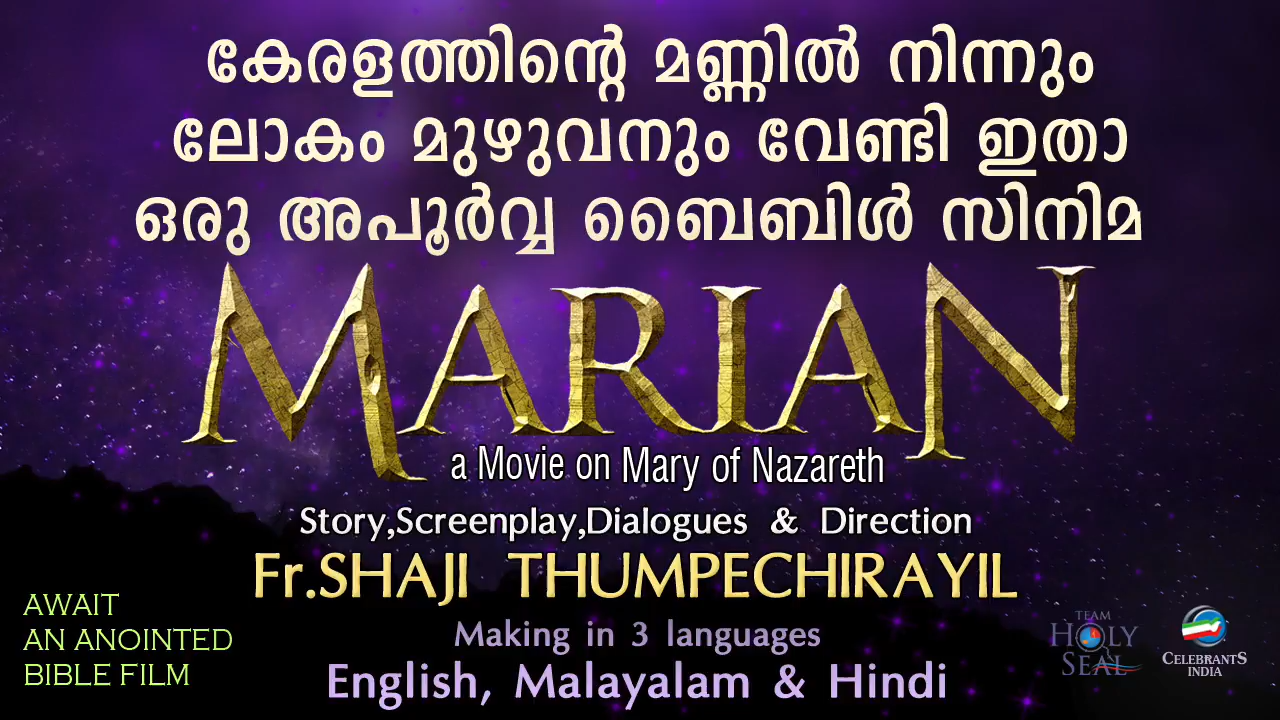 കേരളത്തിന്റെ മണ്ണിൽ നിന്നും
ലോകം മുഴുവനും വേണ്ടി ഇതാ
ഒരു അപൂർവ്വ ബൈബിൾ സിനിമ
MARIAN
a Movie on Mary of Nazareth
Story,Screenplay,Dialogues & Direction
Fr.SHAJI THUMPECHIRAYIL
Making in 3 languages
English, Malayalam & Hindi
AWAIT
AN ANOINTED
BIBLE FILM
TEAM
HOLY
SEAL
CELEBRANTS
INDIA